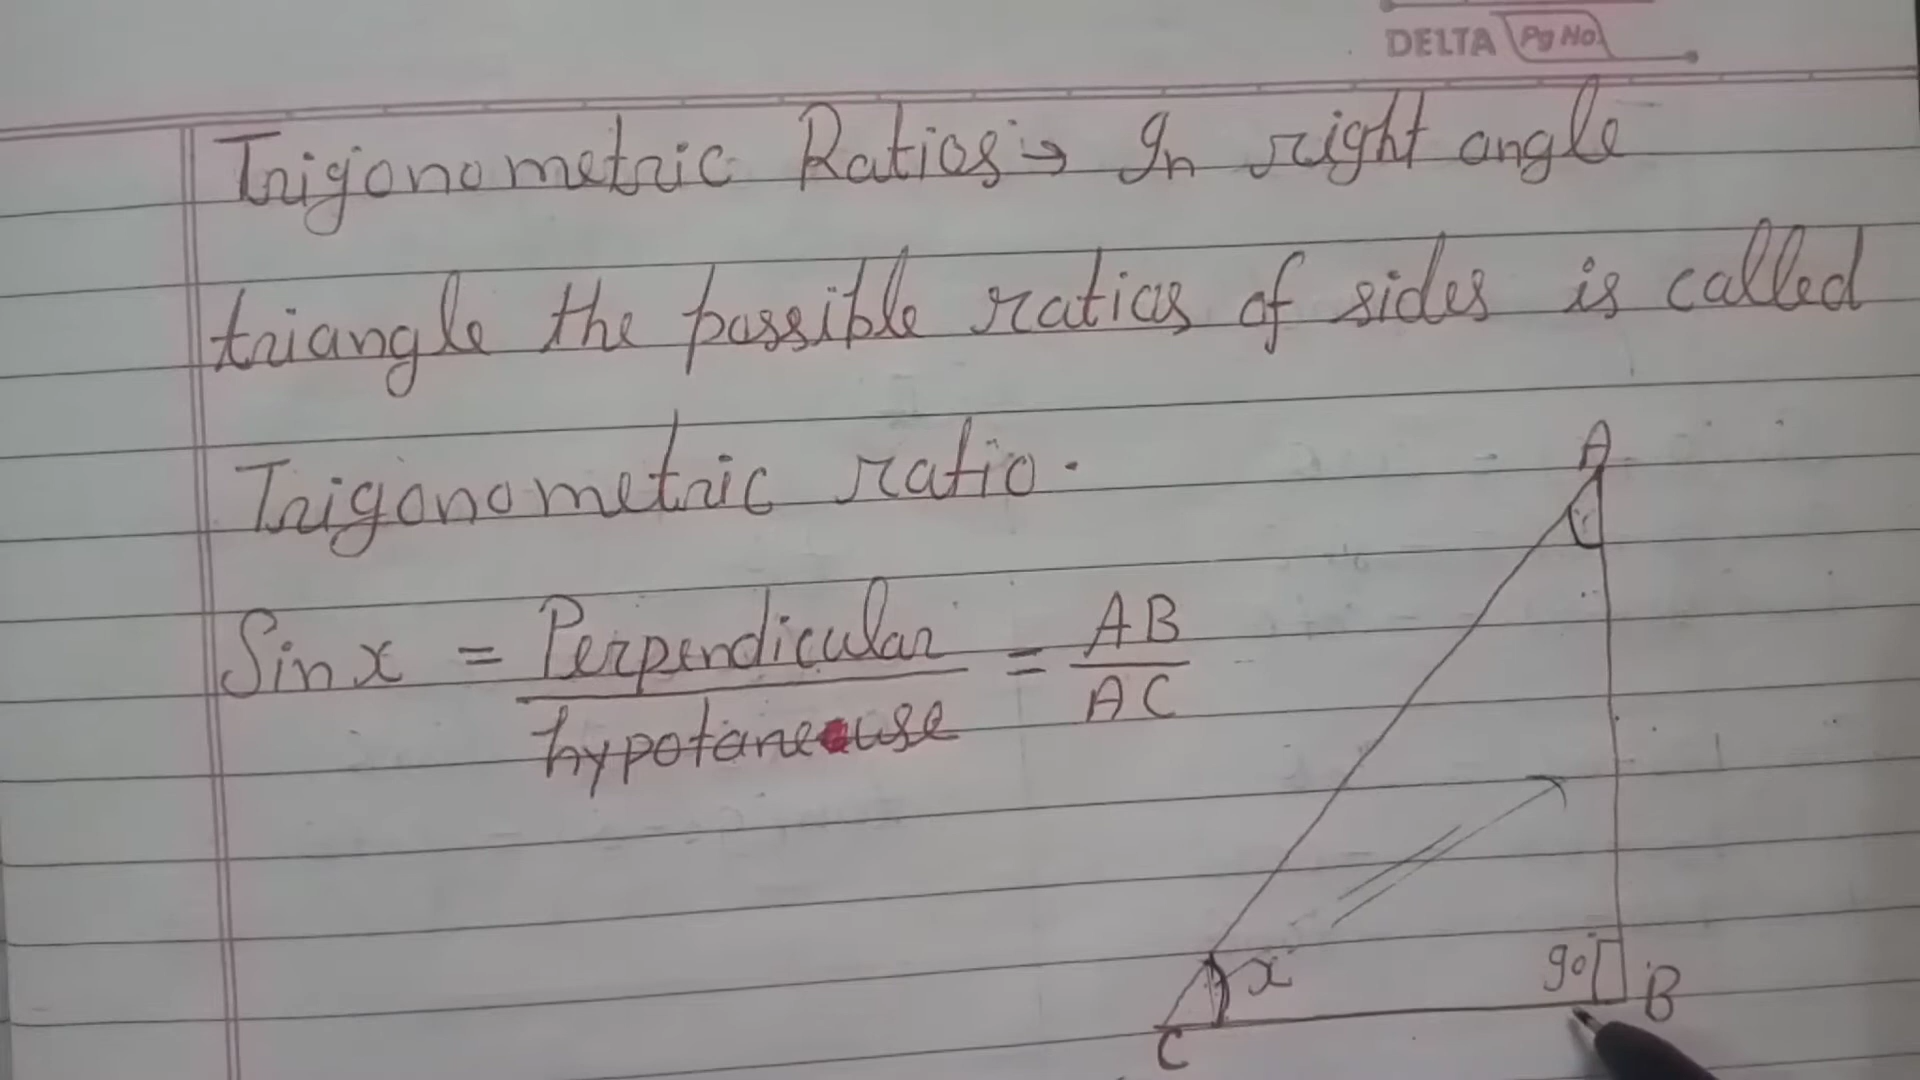 DELTA Pg No.
Trigonometric Ratios:→ In right angle
triangle the possible ratios of sides is called
Trigonometric ratio.
Sin x = Perpendicular / hypotaneuse = AB / AC
A
x
90
B
C